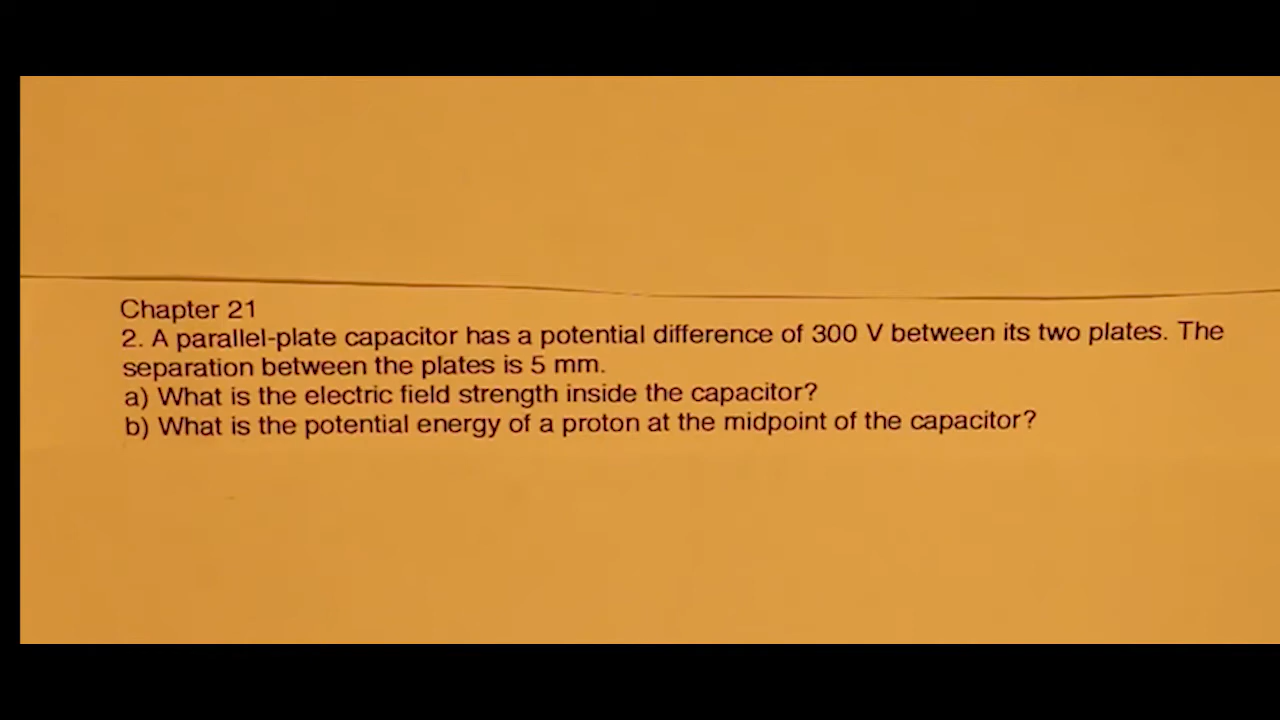 Chapter 21
2. A parallel-plate capacitor has a potential difference of 300 V between its two plates. The
separation between the plates is 5 mm.
a) What is the electric field strength inside the capacitor?
b) What is the potential energy of a proton at the midpoint of the capacitor?